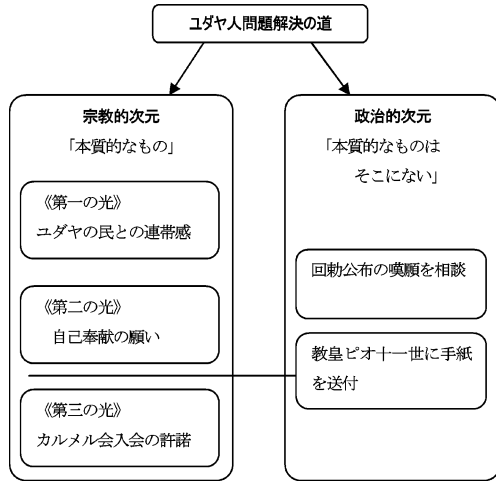 ユダヤ人問題解決の道
宗教的次元
「本質的なもの」
《第一の光》
ユダヤの民との連帯感
《第二の光》
自己奉献の願い
《第三の光》
カルメル会入会の許諾
政治的次元
「本質的なものは
そこにない」
回勅公布の嘆願を相談
教皇ピオ十一世に手紙
を送付